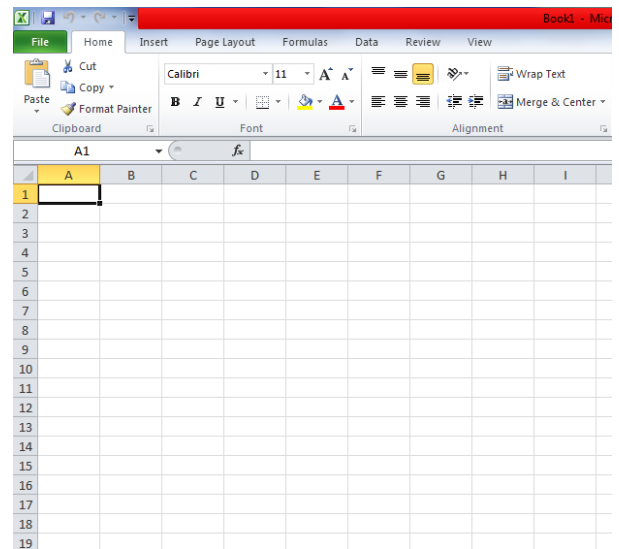 Book1 - Micr
File Home Insert Page Layout Formulas Data Review View
Cut
Copy
Format Painter
Paste
Calibri 11 A A
B I U A
Wrap Text
Merge & Center
Clipboard Font Alignment
A1 fx
A B C D E F G H I
1
2
3
4
5
6
7
8
9
10
11
12
13
14
15
16
17
18
19